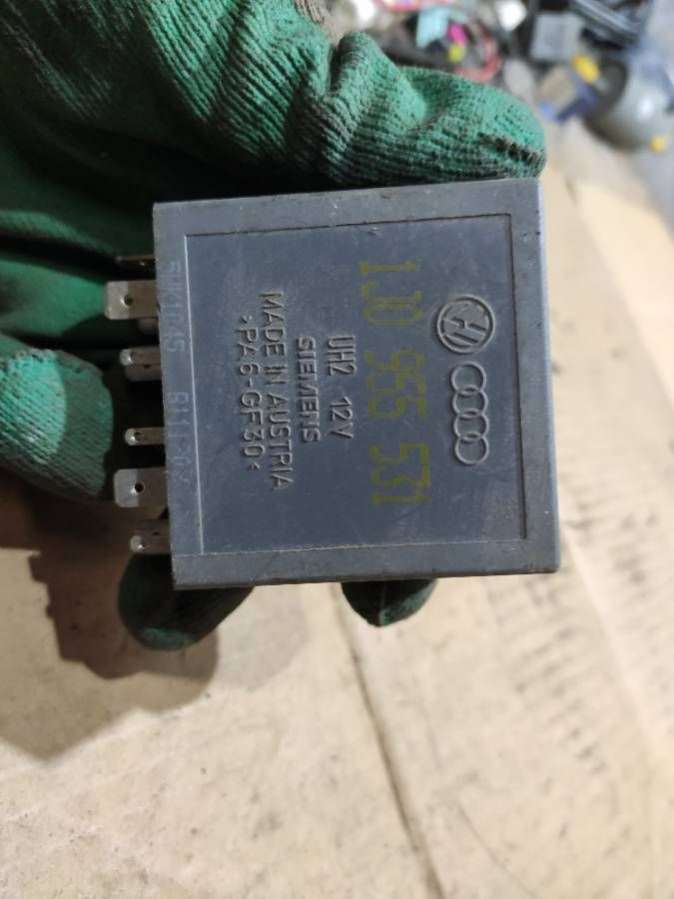 1J0 955 531
UH2 12V
SIEMENS
MADE IN AUSTRIA
>PA6-GF30<